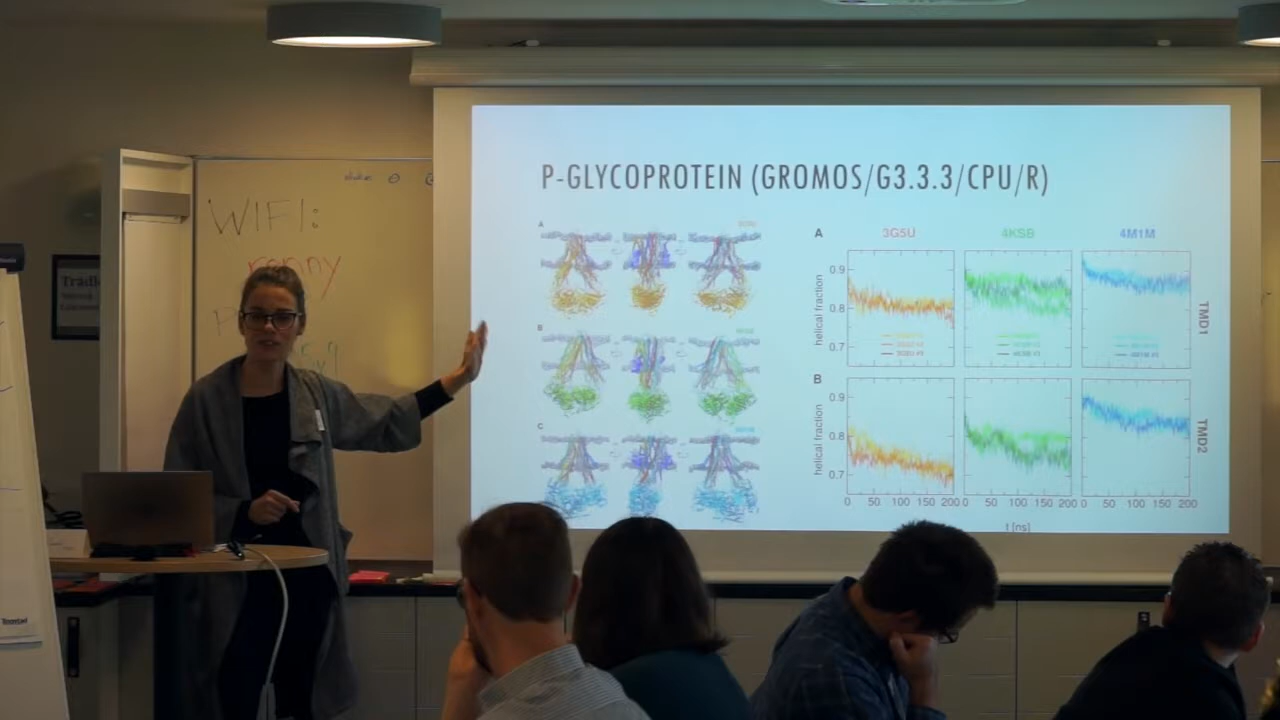 P-GLYCOPROTEIN (GROMOS/G3.3.3/CPU/R)
WIFI:
ronny
P
Trådl
A
B
C
A
3G5U
4KSB
4M1M
helical fraction
0.9
0.8
0.7
TMD1
B
helical fraction
0.9
0.8
0.7
TMD2
0 50 100 150 200
0 50 100 150 200
0 50 100 150 200
t [ns]